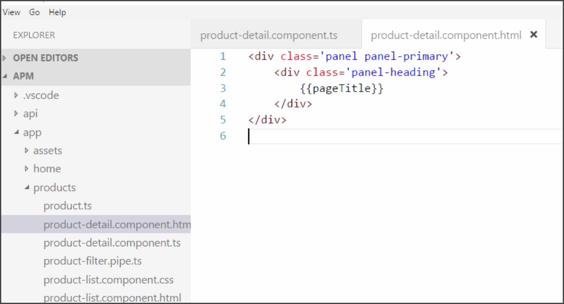 View Go Help
EXPLORER
product-detail.component.ts product-detail.component.html
OPEN EDITORS
APM
.vscode
api
app
assets
home
products
product.ts
product-detail.component.htm
product-detail.component.ts
product-filter.pipe.ts
product-list.component.css
product-list.component.html
1 <div class='panel panel-primary'>
2 <div class='panel-heading'>
3 {{pageTitle}}
4 </div>
5 </div>
6